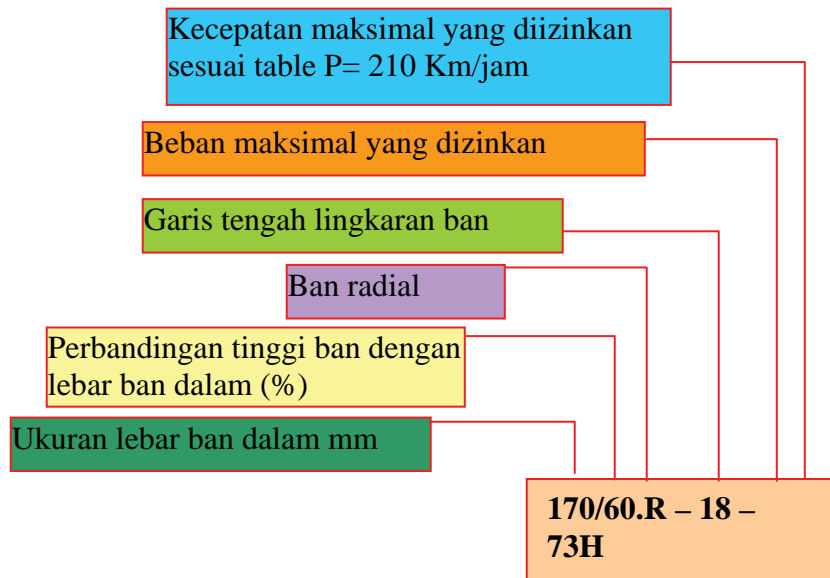 Kecepatan maksimal yang diizinkan
sesuai table P= 210 Km/jam
Beban maksimal yang dizinkan
Garis tengah lingkaran ban
Ban radial
Perbandingan tinggi ban dengan
lebar ban dalam (%)
Ukuran lebar ban dalam mm
170/60.R – 18 –
73H